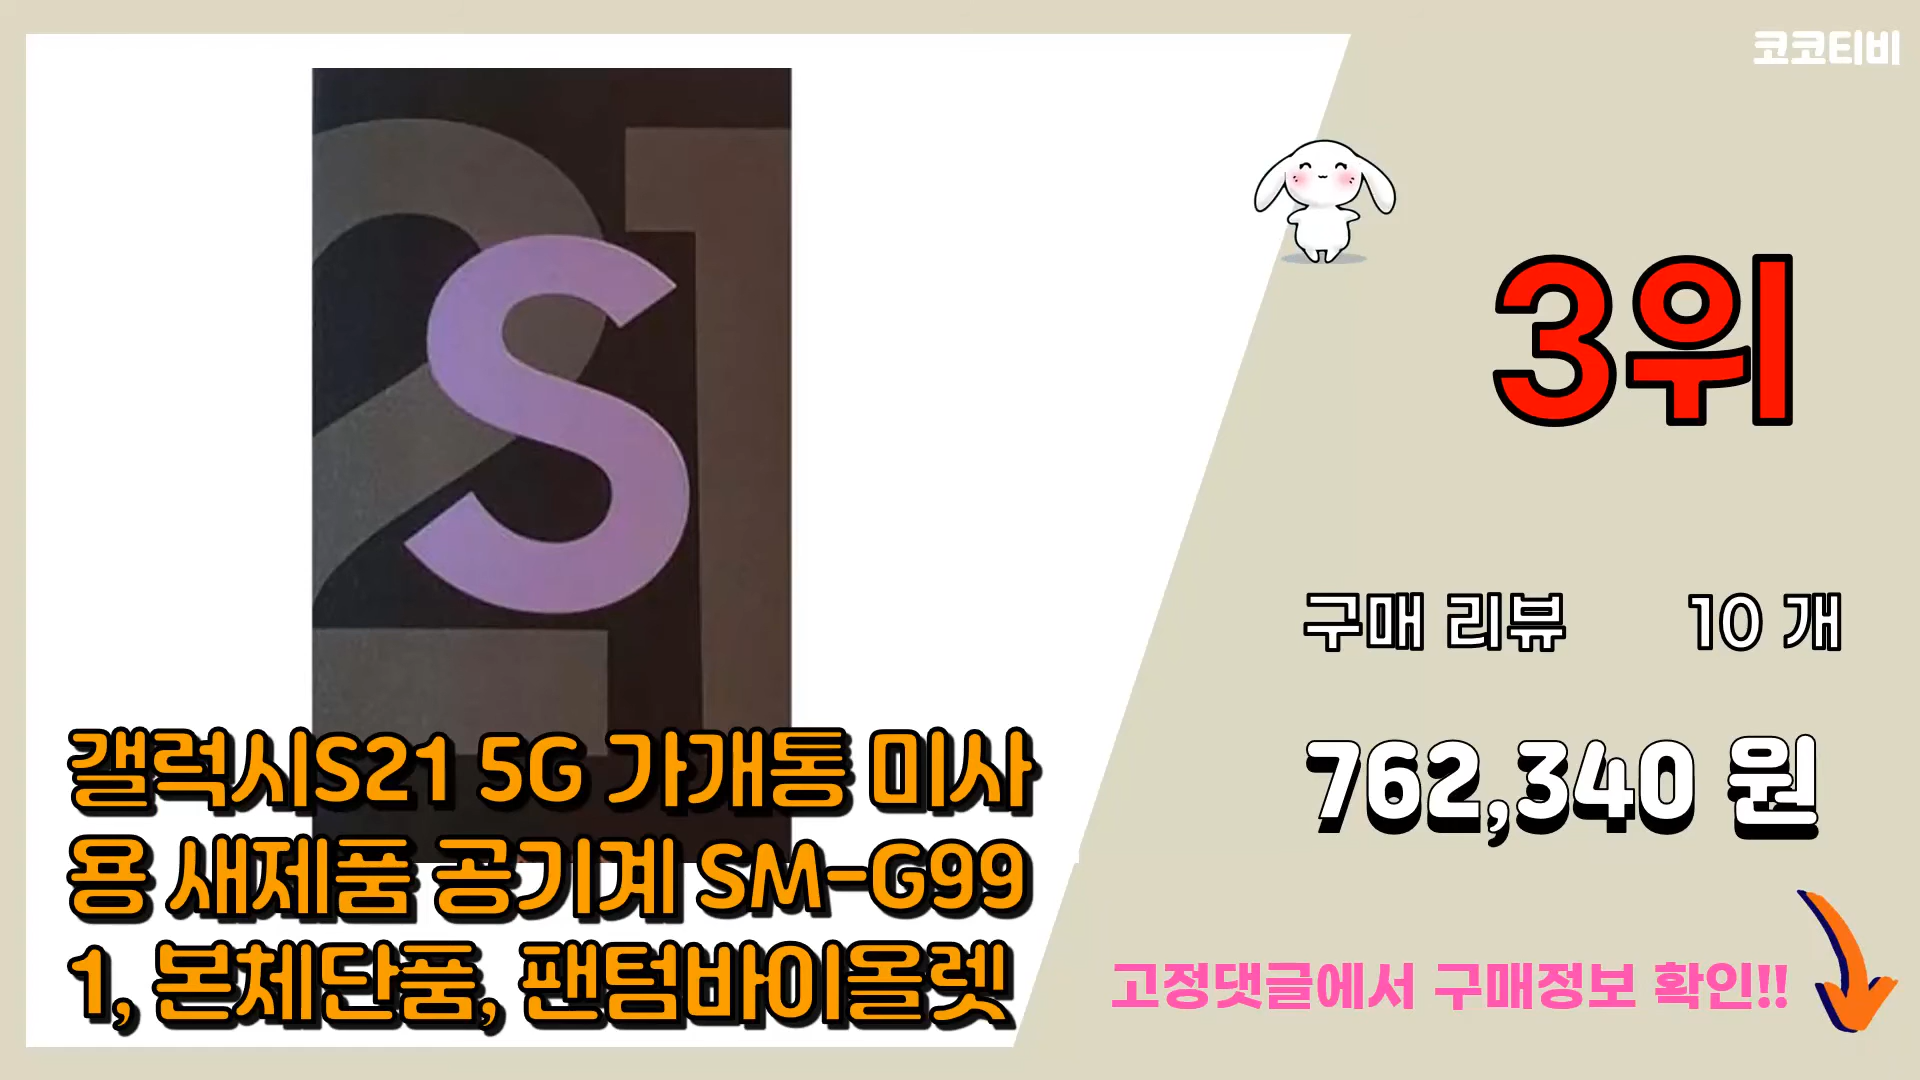 코코티비
21
S
3위
구매 리뷰 10 개
762,340 원
갤럭시S21 5G 가개통 미사
용 새제품 공기계 SM-G99
1, 본체단품, 팬텀바이올렛
고정댓글에서 구매정보 확인!!